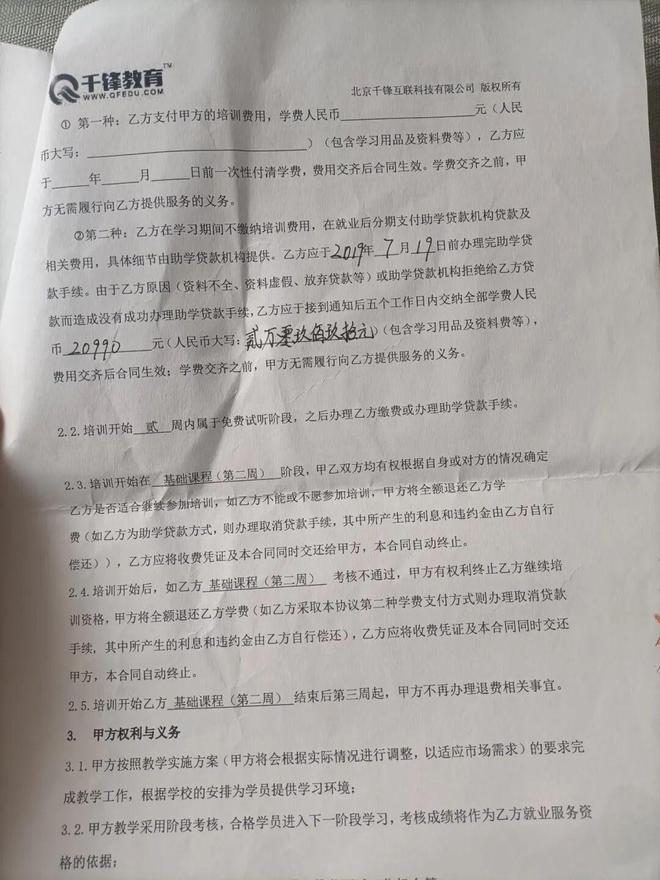 千锋教育™
WWW.QFEDU.COM
北京千锋互联科技有限公司 版权所有
① 第一种：乙方支付甲方的培训费用，学费人民币____________元（人民
币大写：____________）（包含学习用品及资料费等），乙方应
于____年____月____日前一次性付清学费，费用交齐后合同生效。学费交齐之前，甲
方无需履行向乙方提供服务的义务。
②第二种：乙方在学习期间不缴纳培训费用，在就业后分期支付助学贷款机构贷款及
相关费用，具体细节由助学贷款机构提供。乙方应于2019年7月19日前办理完助学贷
款手续。由于乙方原因（资料不全、资料虚假、放弃贷款等）或助学贷款机构拒绝给乙方贷
款而造成没有成功办理助学贷款手续，乙方应于接到通知后五个工作日内交纳全部学费人民
币 20990 元（人民币大写：贰万零玖佰玖拾元）（包含学习用品及资料费等），
费用交齐后合同生效；学费交齐之前，甲方无需履行向乙方提供服务的义务。
2.2.培训开始 贰 周内属于免费试听阶段，之后办理乙方缴费或办理助学贷款手续。
2.3.培训开始在 基础课程（第二周） 阶段，甲乙双方均有权根据自身或对方的情况确定
乙方是否适合继续参加培训，如乙方不能或不愿参加培训，甲方将全额退还乙方学
费（如乙方为助学贷款方式，则办理取消贷款手续，其中所产生的利息和违约金由乙方自行
偿还）），乙方应将收费凭证及本合同同时交还给甲方，本合同自动终止。
2.4.培训开始后，如乙方 基础课程（第二周） 考核不通过，甲方有权利终止乙方继续培
训资格，甲方将全额退还乙方学费（如乙方采取本协议第二种学费支付方式则办理取消贷款
手续，其中所产生的利息和违约金由乙方自行偿还），乙方应将收费凭证及本合同同时交还
甲方，本合同自动终止。
2.5.培训开始乙方 基础课程（第二周） 结束后第三周起，甲方不再办理退费相关事宜。
3. 甲方权利与义务
3.1.甲方按照教学实施方案（甲方将会根据实际情况进行调整，以适应市场需求）的要求完
成教学工作，根据学校的安排为学员提供学习环境；
3.2.甲方教学采用阶段考核，合格学员进入下一阶段学习，考核成绩将作为乙方就业服务资
格的依据；